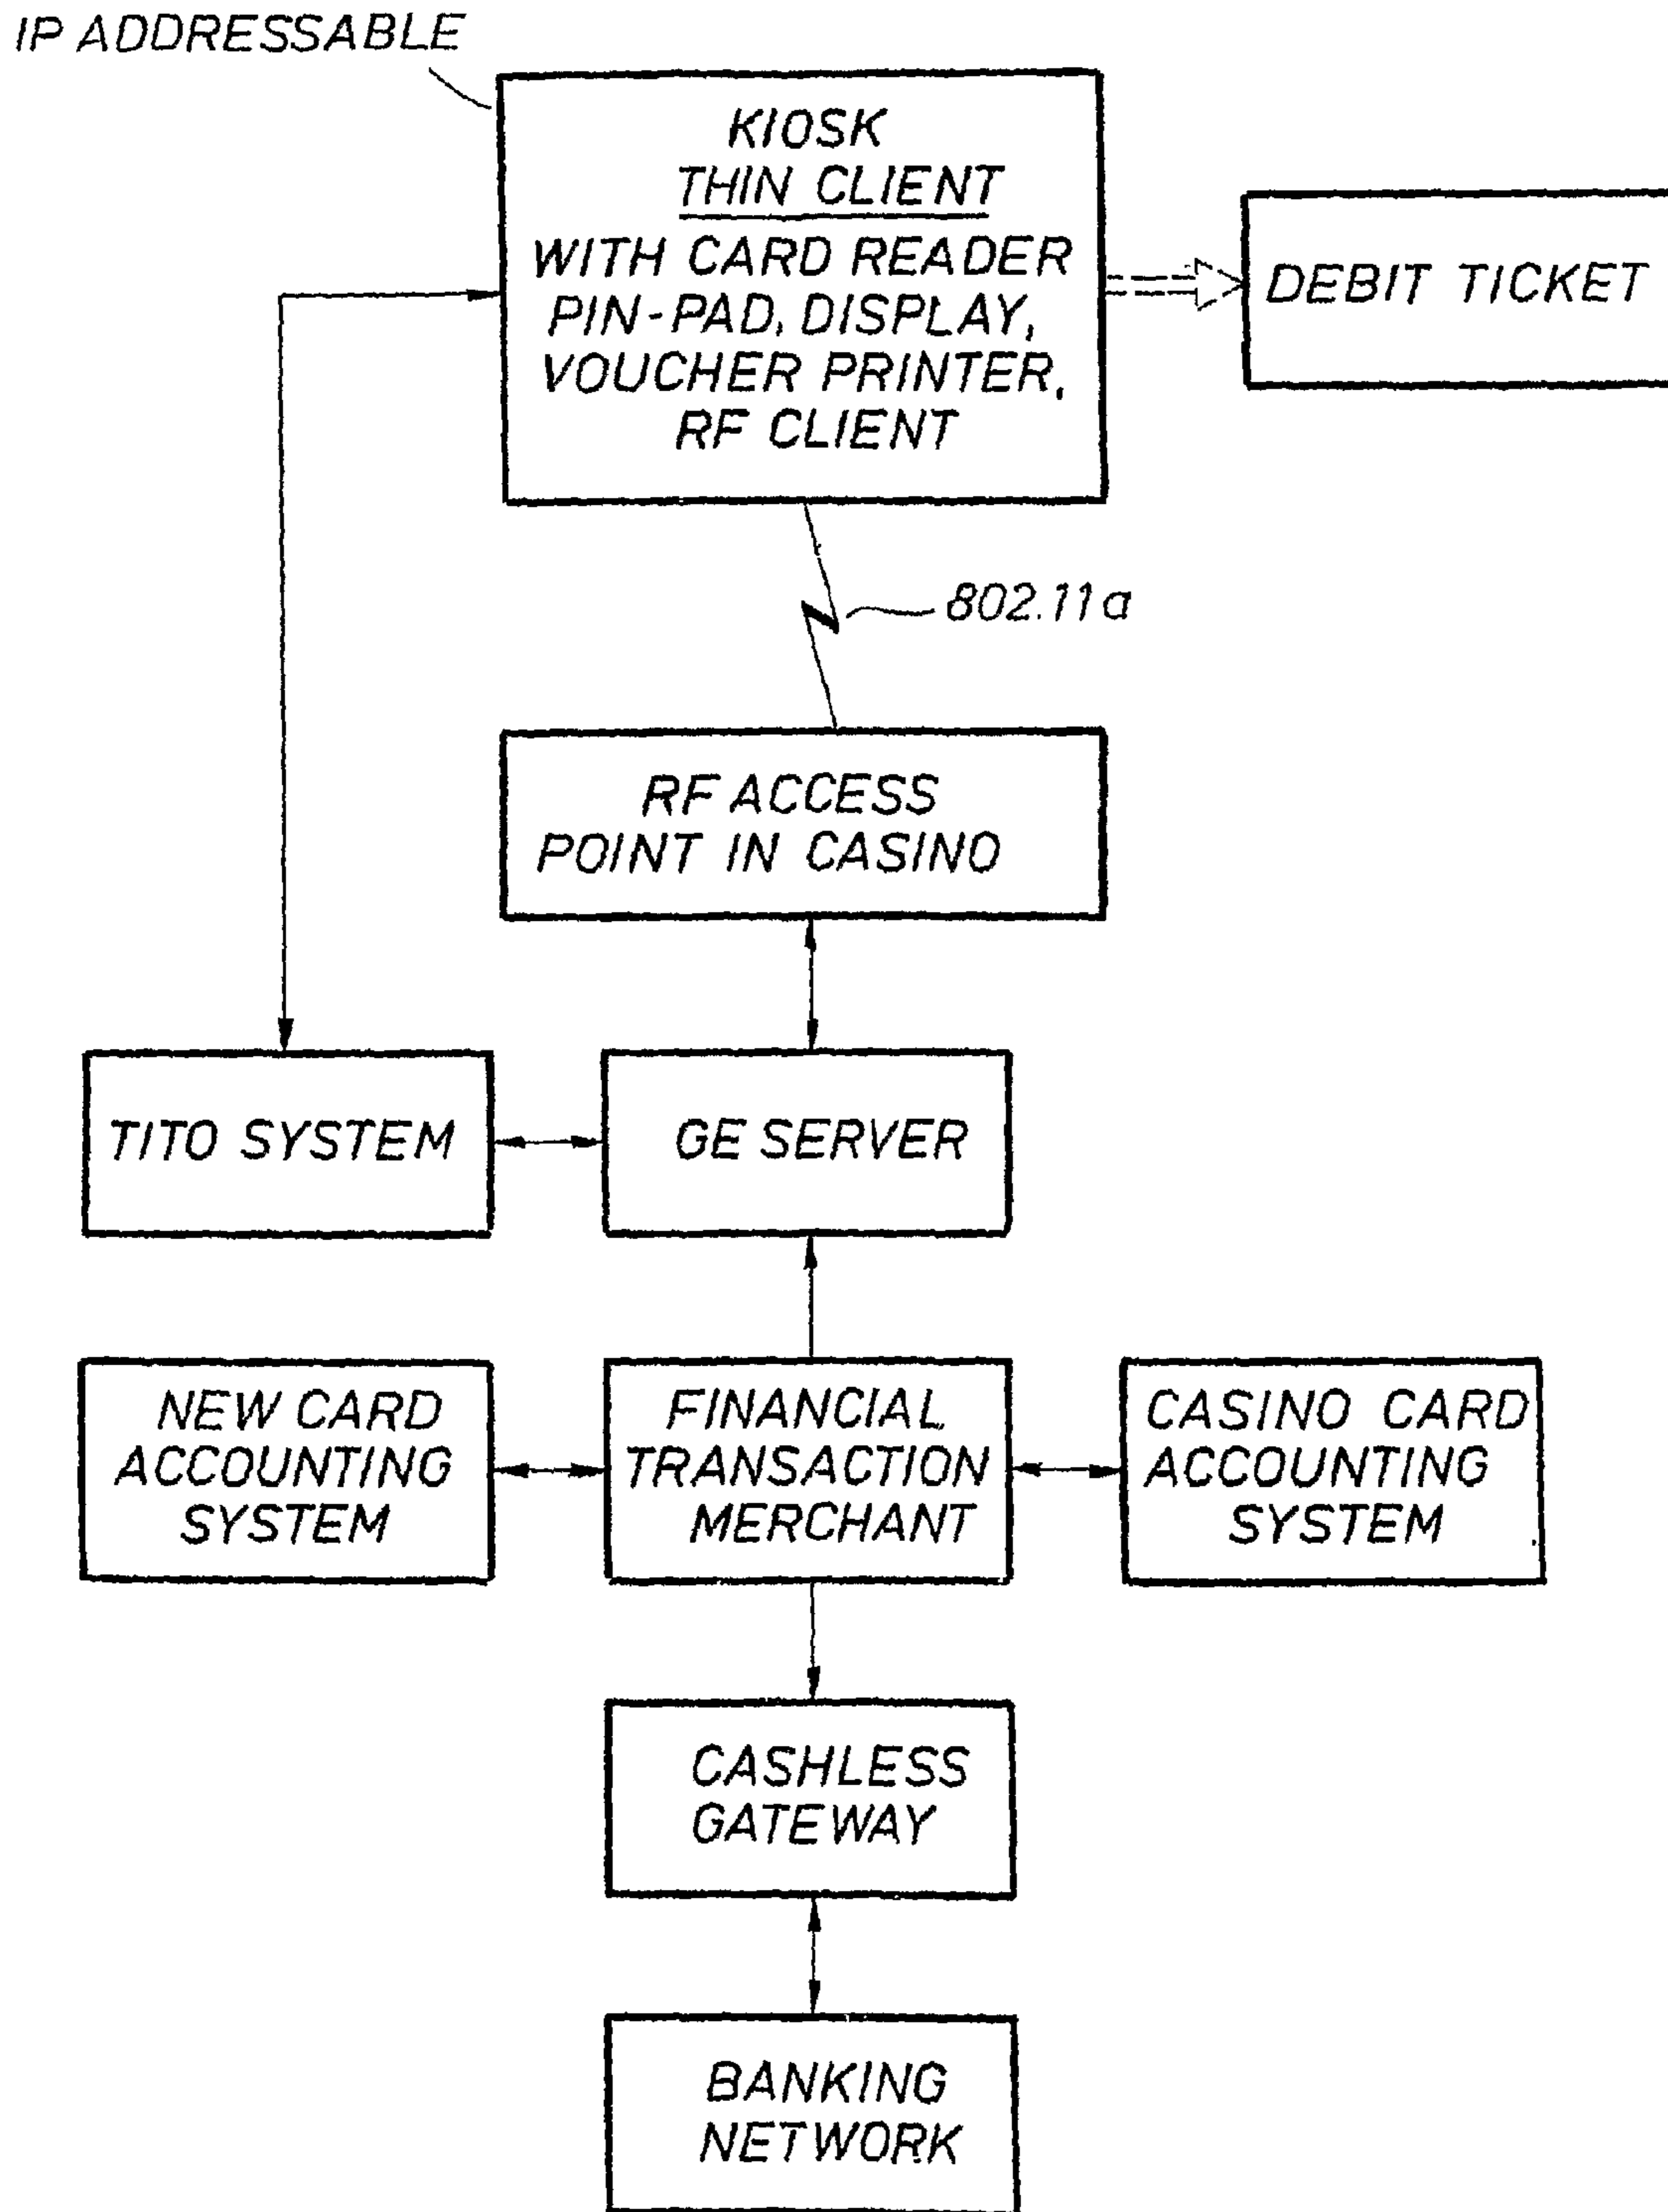 IP ADDRESSABLE
KIOSK
THIN CLIENT
WITH CARD READER
PIN-PAD, DISPLAY,
VOUCHER PRINTER,
RF CLIENT
DEBIT TICKET
802.11a
RF ACCESS
POINT IN CASINO
TITO SYSTEM
GE SERVER
NEW CARD
ACCOUNTING
SYSTEM
FINANCIAL
TRANSACTION
MERCHANT
CASINO CARD
ACCOUNTING
SYSTEM
CASHLESS
GATEWAY
BANKING
NETWORK